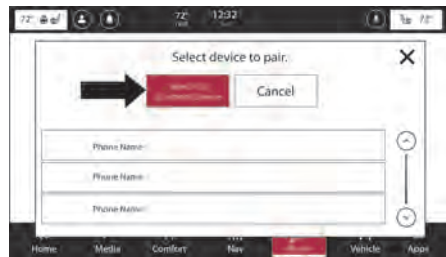 72° 72° 12:32 72°
Select device to pair.
Cancel
Phone Name
Phone Name
Phone Name
Home Media Comfort Nav Vehicle Apps